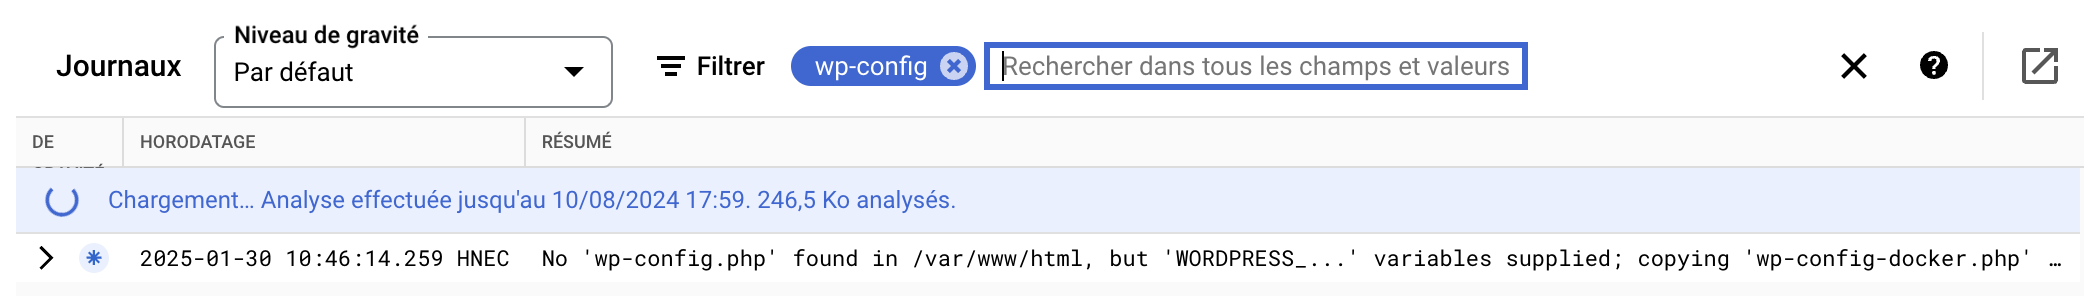 Journaux
Niveau de gravité
Par défaut
Filtrer
wp-config
Rechercher dans tous les champs et valeurs
DE
GRAVITÉ
HORODATAGE
RÉSUMÉ
Chargement… Analyse effectuée jusqu'au 10/08/2024 17:59. 246,5 Ko analysés.
2025-01-30 10:46:14.259 HNEC No 'wp-config.php' found in /var/www/html, but 'WORDPRESS_...' variables supplied; copying 'wp-config-docker.php' …